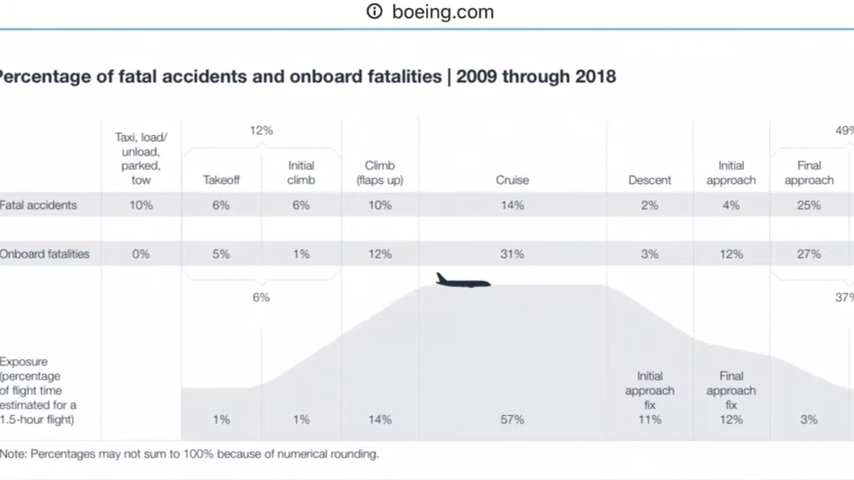 boeing.com
Percentage of fatal accidents and onboard fatalities | 2009 through 2018
12%
49%
Taxi, load/
unload,
parked,
tow
Takeoff
Initial
climb
Climb
(flaps up)
Cruise
Descent
Initial
approach
Final
approach
Fatal accidents 10% 6% 6% 10% 14% 2% 4% 25%
Onboard fatalities 0% 5% 1% 12% 31% 3% 12% 27%
6%
37%
Exposure
(percentage
of flight time
estimated for a
1.5-hour flight)
Initial
approach
fix
Final
approach
fix
1% 1% 14% 57% 11% 12% 3%
Note: Percentages may not sum to 100% because of numerical rounding.